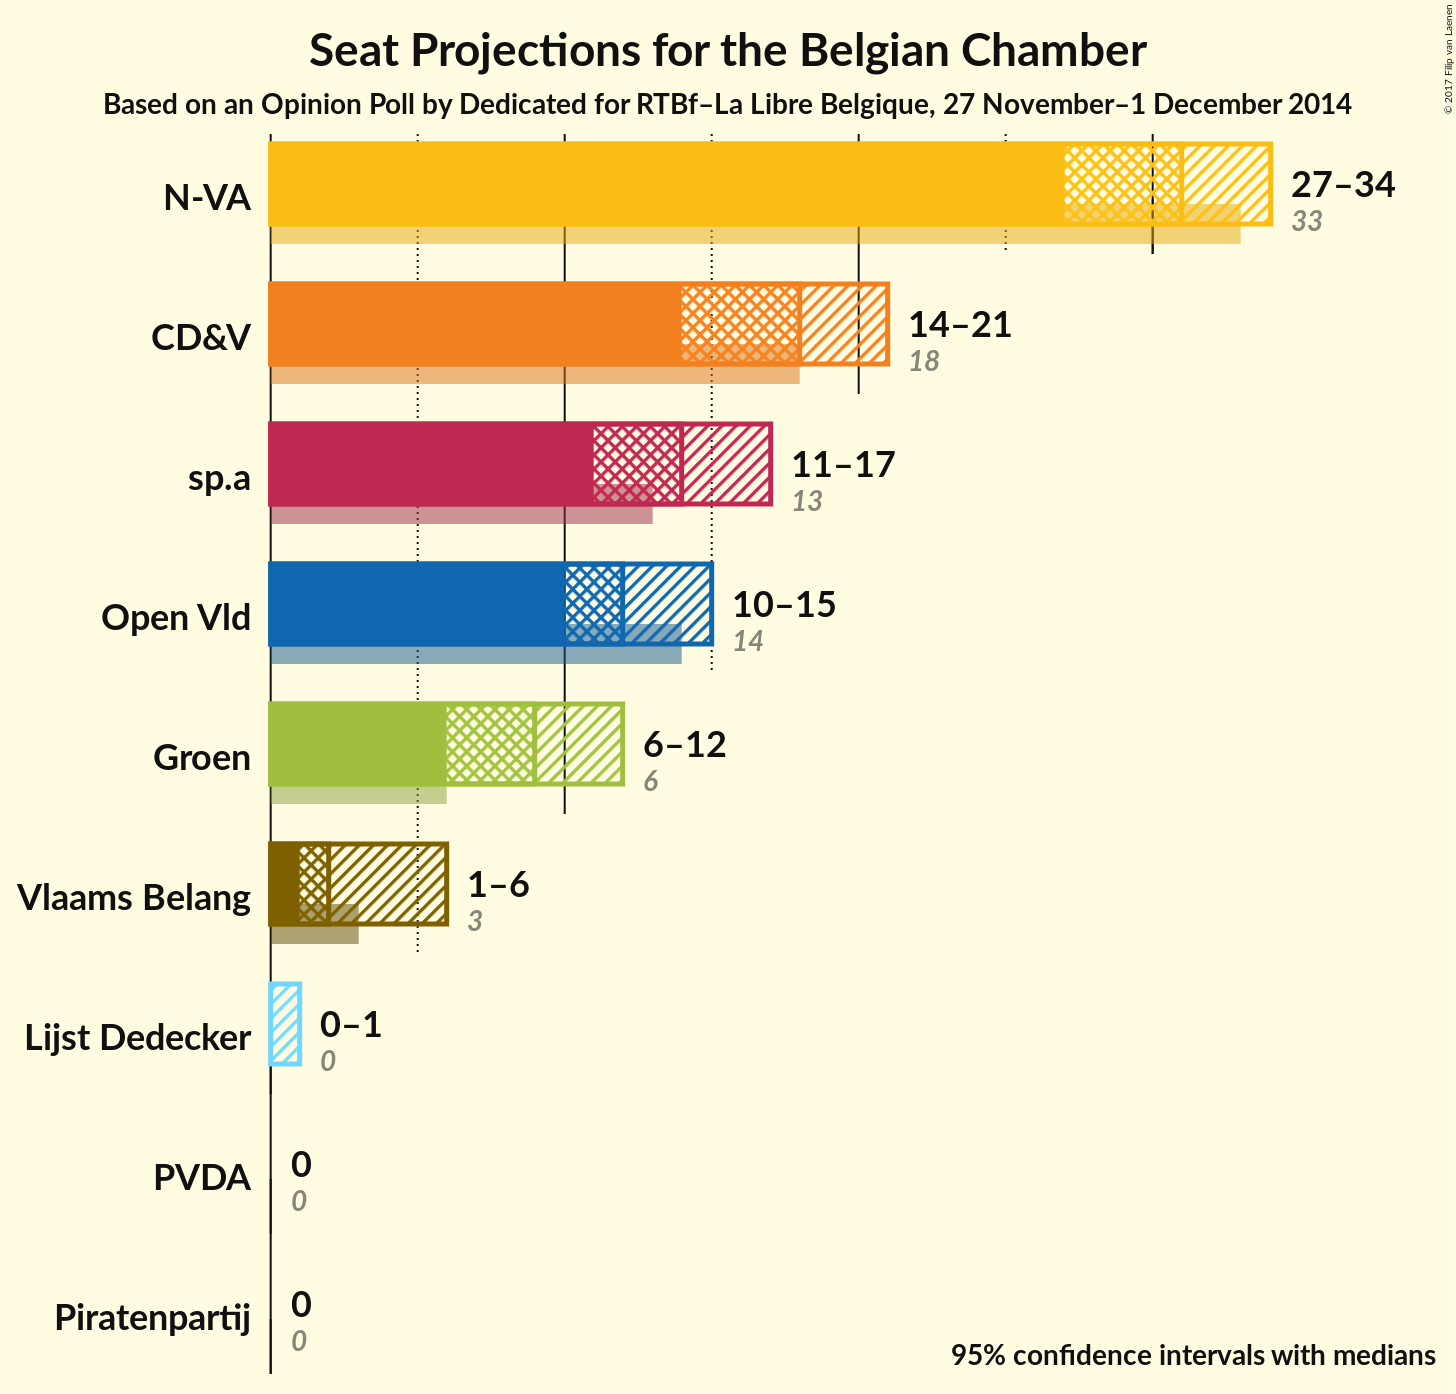 Seat Projections for the Belgian Chamber
Based on an Opinion Poll by Dedicated for RTBf–La Libre Belgique, 27 November–1 December 2014
© 2017 Filip van Laenen
N-VA
27–34
33
CD&V
14–21
18
sp.a
11–17
13
Open Vld
10–15
14
Groen
6–12
6
Vlaams Belang
1–6
3
Lijst Dedecker
0–1
0
PVDA
0
0
Piratenpartij
0
0
95% confidence intervals with medians